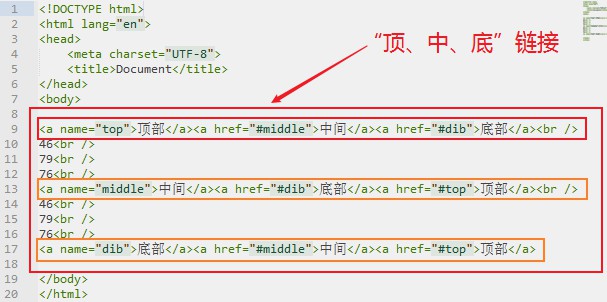 1 <!DOCTYPE html>
2 <html lang="en">
3 <head>
4 <meta charset="UTF-8">
5 <title>Document</title>
6 </head>
7 <body>
“顶、中、底”链接
8
9 <a name="top">顶部</a><a href="#middle">中间</a><a href="#dib">底部</a><br />
10 46<br />
11 79<br />
12 76<br />
13 <a name="middle">中间</a><a href="#dib">底部</a><a href="#top">顶部</a><br />
14 46<br />
15 79<br />
16 76<br />
17 <a name="dib">底部</a><a href="#middle">中间</a><a href="#top">顶部</a>
18
19 </body>
20 </html>